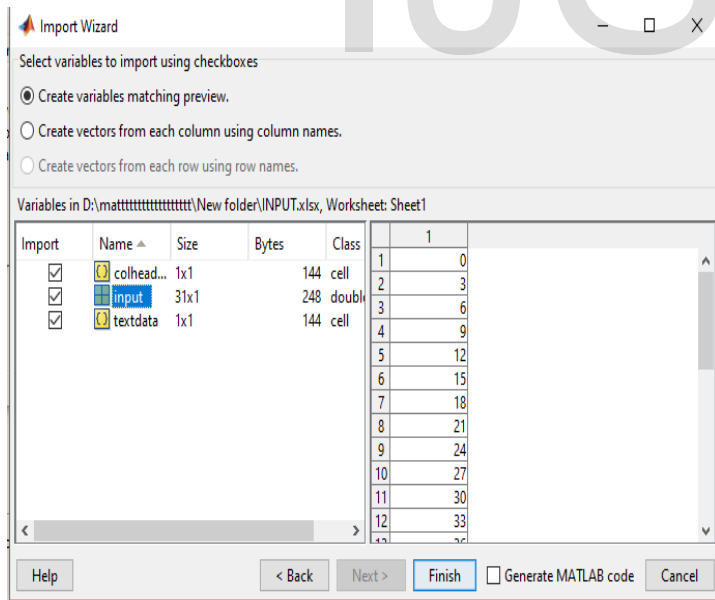 Import Wizard
Select variables to import using checkboxes
Create variables matching preview.
Create vectors from each column using column names.
Create vectors from each row using row names.
Variables in D:\matttttttttttttttttt\New folder\INPUT.xlsx, Worksheet: Sheet1
Import Name Size Bytes Class
colhead... 1x1 144 cell
input 31x1 248 double
textdata 1x1 144 cell
1
1 0
2 3
3 6
4 9
5 12
6 15
7 18
8 21
9 24
10 27
11 30
12 33
Help < Back Next > Finish Generate MATLAB code Cancel